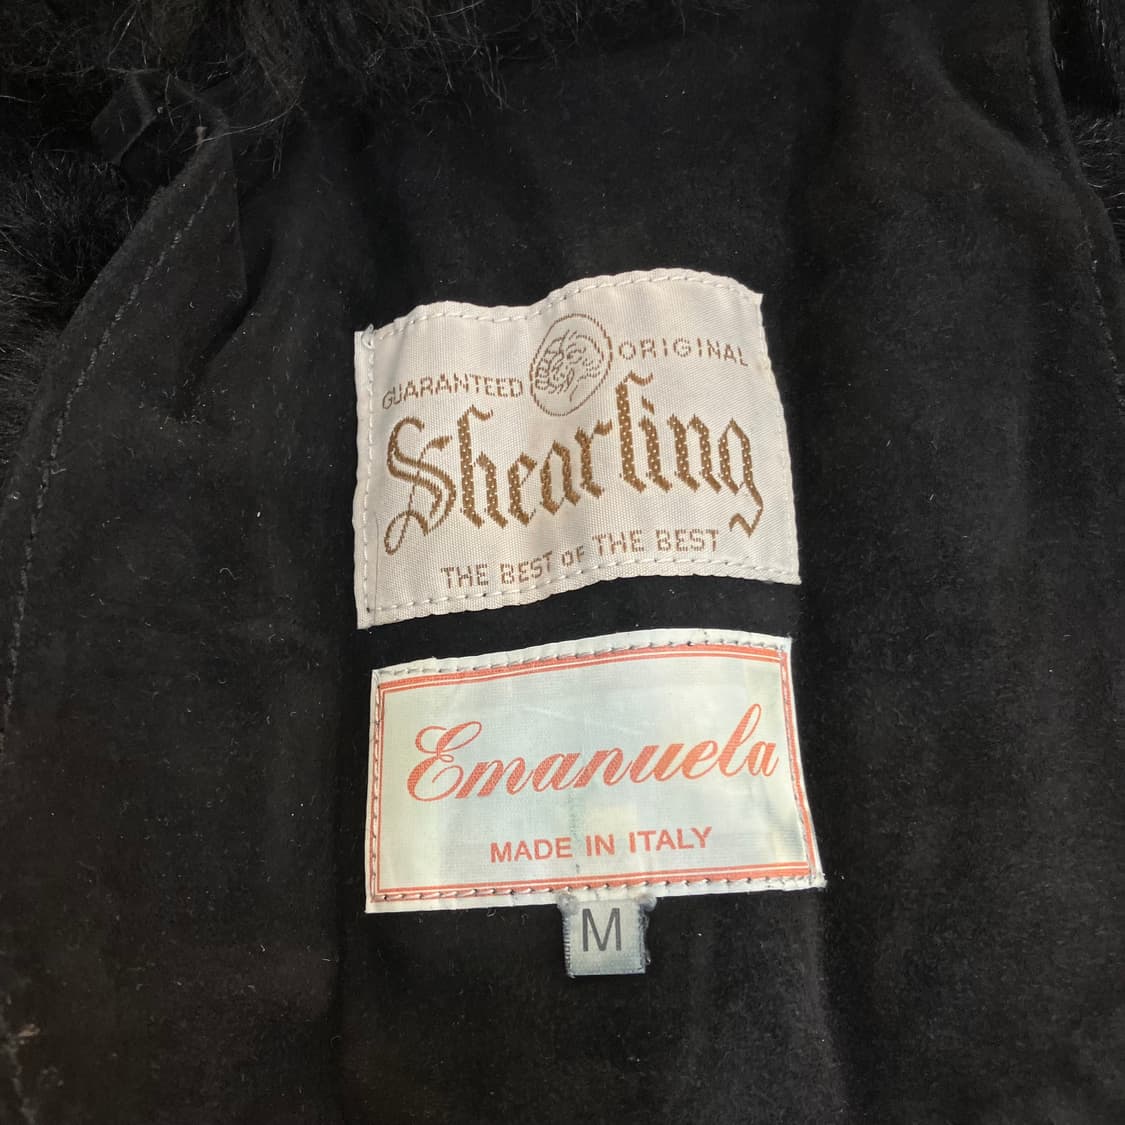 GUARANTEED ORIGINAL
Shearling
THE BEST OF THE BEST
Emanuela
MADE IN ITALY
M